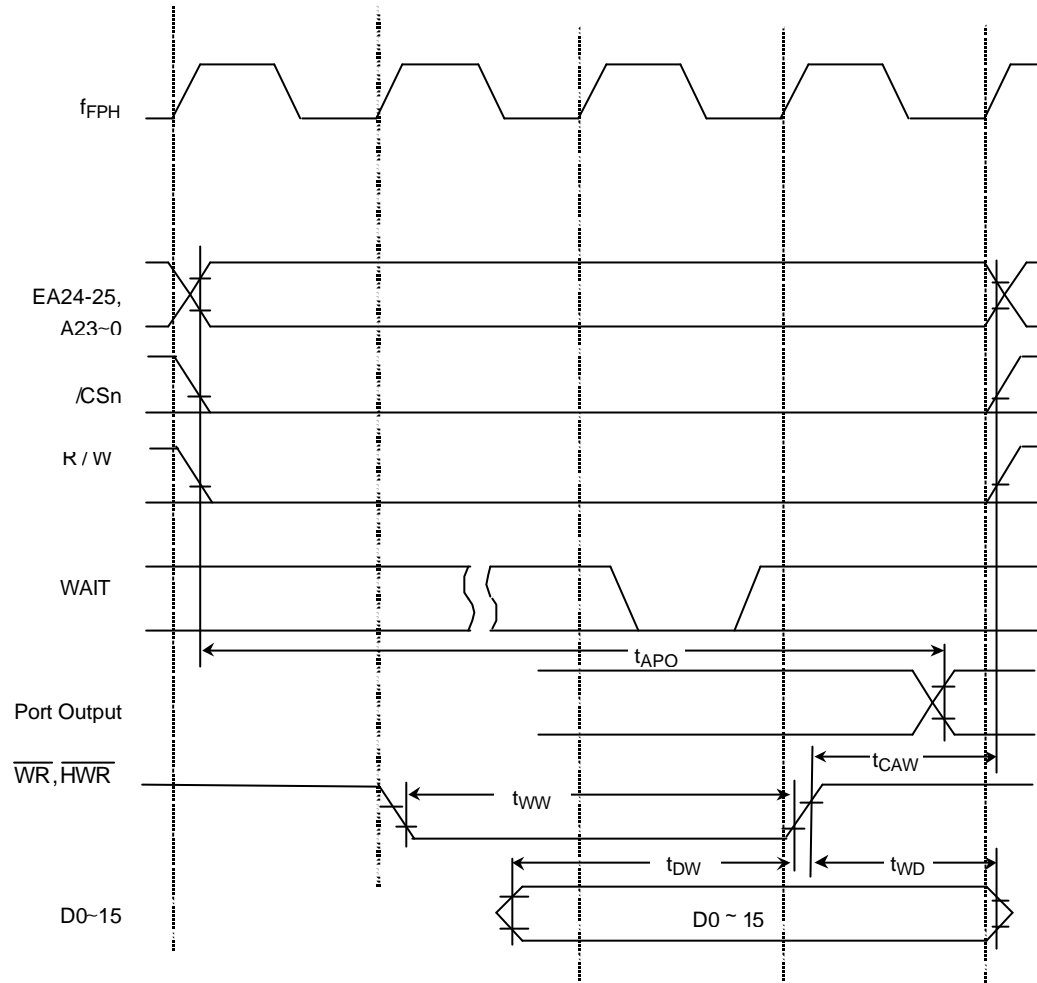 fFPH
EA24-25,
A23~0
/CSn
R / W
WAIT
tAPO
Port Output
tCAW
WR, HWR
tWW
tDW
tWD
D0~15
D0 ~ 15